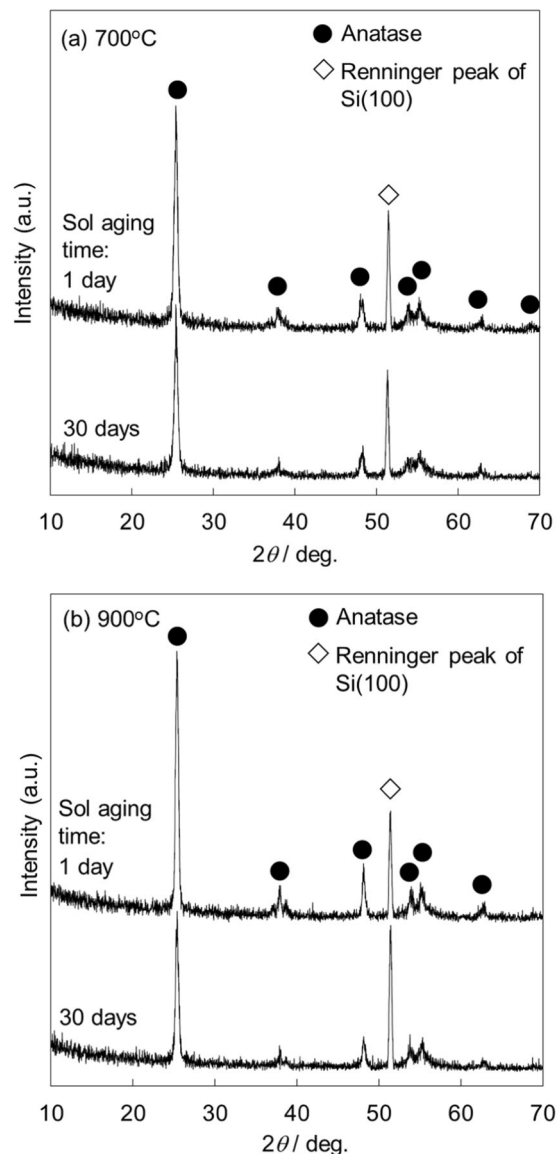 (a) 700°C
● Anatase
◇ Renninger peak of
Si(100)
Intensity (a.u.)
Sol aging
time:
1 day
30 days
10 20 30 40 50 60 70
2θ / deg.
(b) 900°C
● Anatase
◇ Renninger peak of
Si(100)
Intensity (a.u.)
Sol aging
time:
1 day
30 days
10 20 30 40 50 60 70
2θ / deg.